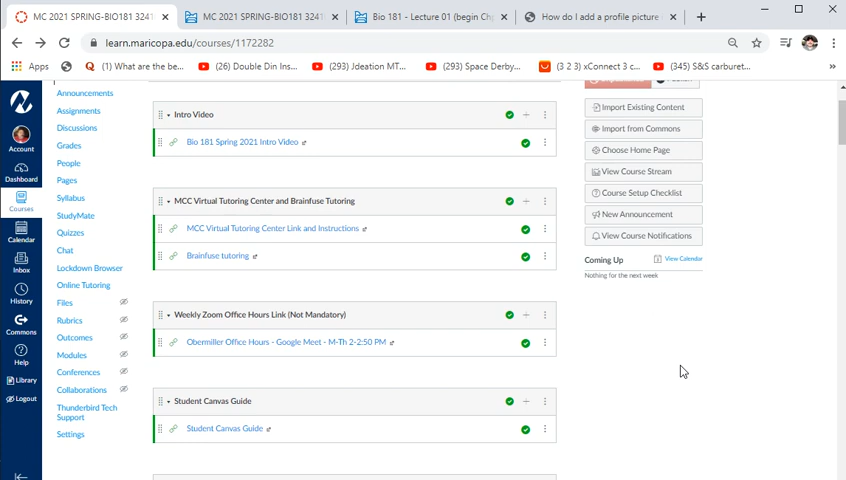 MC 2021 SPRING-BIO181 3241
MC 2021 SPRING-BIO181 3241
Bio 181 - Lecture 01 (begin Chp
How do I add a profile picture
learn.maricopa.edu/courses/1172282
Apps
(1) What are the be...
(26) Double Din Ins...
(293) Jdeation MT...
(293) Space Derby...
(3 2 3) xConnect 3 c...
(345) S&S carburet...
Account
Dashboard
Courses
Calendar
Inbox
History
Commons
Help
Library
Logout
Announcements
Assignments
Discussions
Grades
People
Pages
Syllabus
StudyMate
Quizzes
Chat
Lockdown Browser
Online Tutoring
Files
Rubrics
Outcomes
Modules
Conferences
Collaborations
Thunderbird Tech
Support
Settings
Intro Video
Bio 181 Spring 2021 Intro Video
MCC Virtual Tutoring Center and Brainfuse Tutoring
MCC Virtual Tutoring Center Link and Instructions
Brainfuse tutoring
Weekly Zoom Office Hours Link (Not Mandatory)
Obermiller Office Hours - Google Meet - M-Th 2-2:50 PM
Student Canvas Guide
Student Canvas Guide
Import Existing Content
Import from Commons
Choose Home Page
View Course Stream
Course Setup Checklist
New Announcement
View Course Notifications
Coming Up
View Calendar
Nothing for the next week